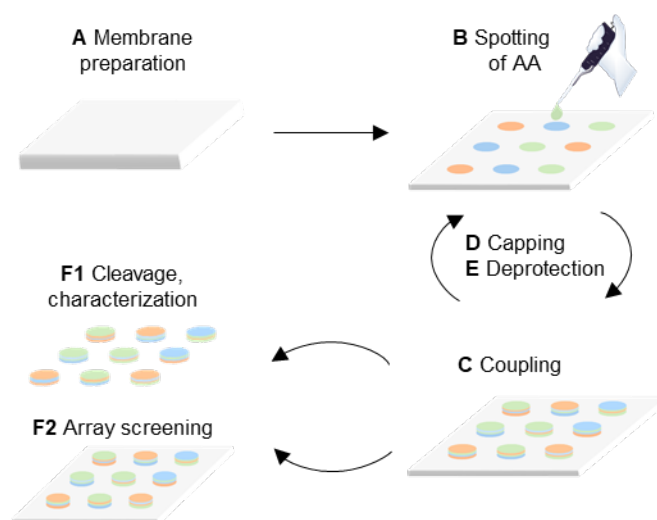 A Membrane
preparation
B Spotting
of AA
D Capping
E Deprotection
F1 Cleavage,
characterization
C Coupling
F2 Array screening